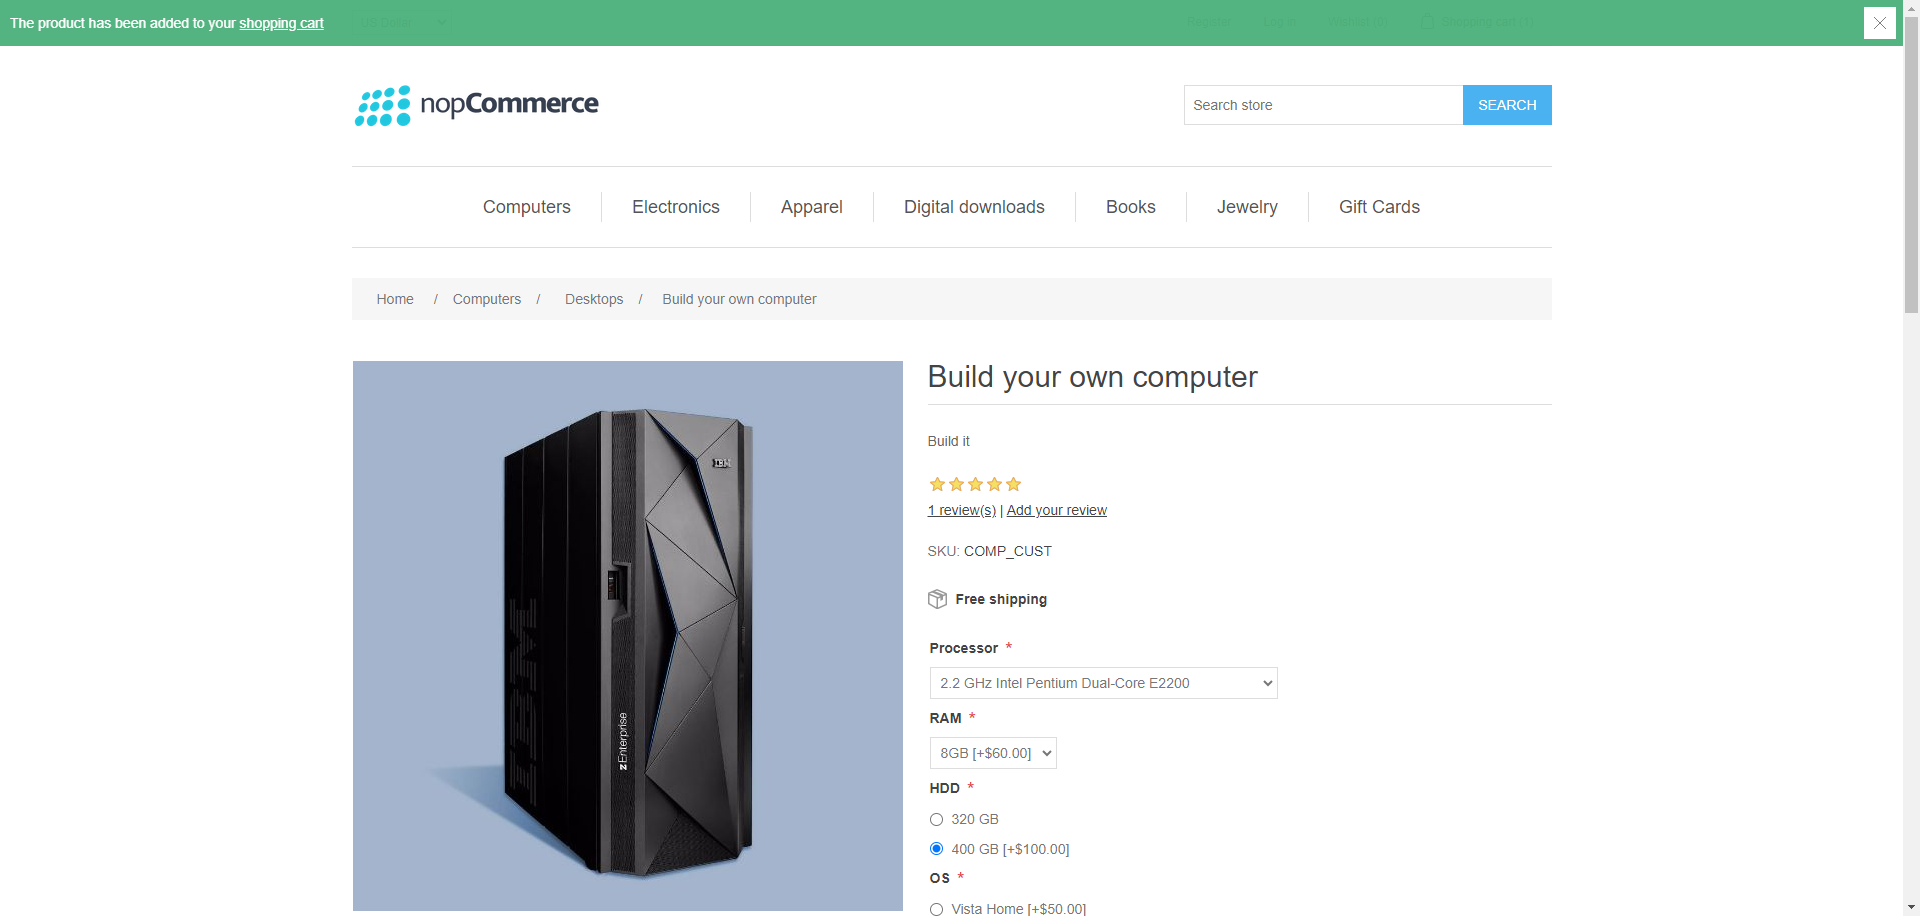 The product has been added to your shopping cart
nopCommerce
Search store
SEARCH
Computers
Electronics
Apparel
Digital downloads
Books
Jewelry
Gift Cards
Home / Computers / Desktops / Build your own computer
Build your own computer
IBM
Build it
1 review(s) | Add your review
SKU: COMP_CUST
Free shipping
Processor *
2.2 GHz Intel Pentium Dual-Core E2200
RAM *
8GB [+$60.00]
HDD *
320 GB
400 GB [+$100.00]
OS *
Vista Home [+$50.00]
IBM
zEnterprise